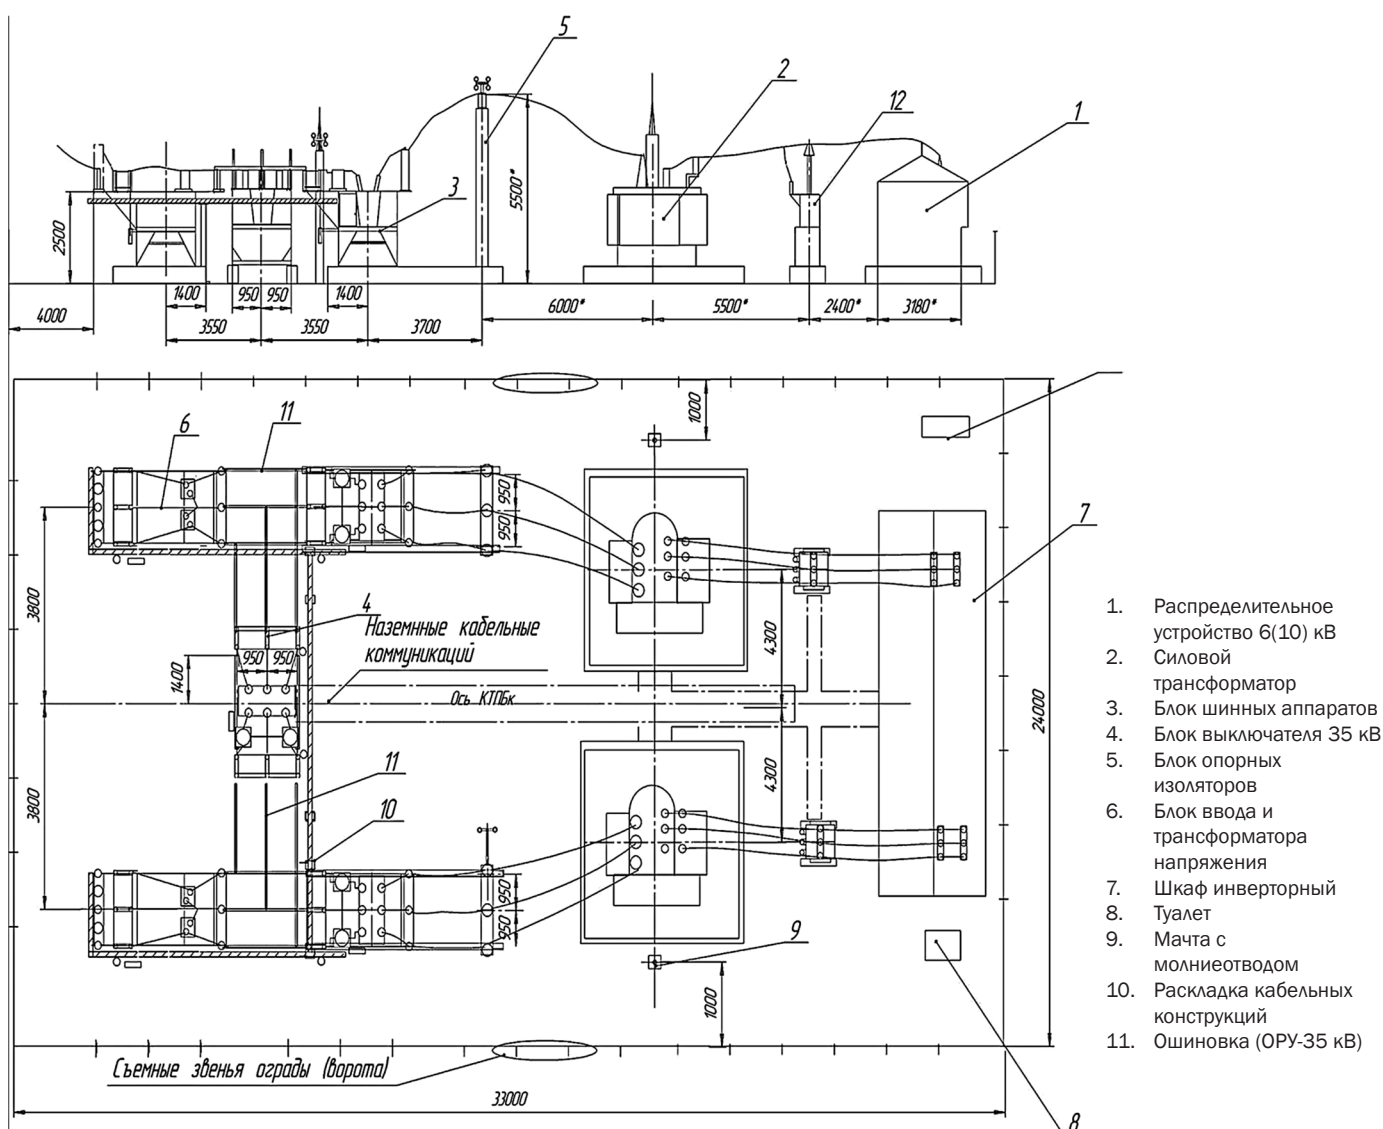 5
2
12
1
3
2500
5500*
1400
950
950
1400
6000*
5500*
2400*
3180*
4000
3550
3550
3700
1000
6
11
950
950
7
3800
4
Наземнные кабельные
коммуникаций
4300
1400
950
950
Ось КТПБк
24000
4300
3800
11
10
950
950
9
1000
Съемные звенья ограды (ворота)
33000
8
1. Распределительное
устройство 6(10) кВ
2. Силовой
трансформатор
3. Блок шинных аппаратов
4. Блок выключателя 35 кВ
5. Блок опорных
изоляторов
6. Блок ввода и
трансформатора
напряжения
7. Шкаф инверторный
8. Туалет
9. Мачта с
молниеотводом
10. Раскладка кабельных
конструкций
11. Ошиновка (ОРУ-35 кВ)